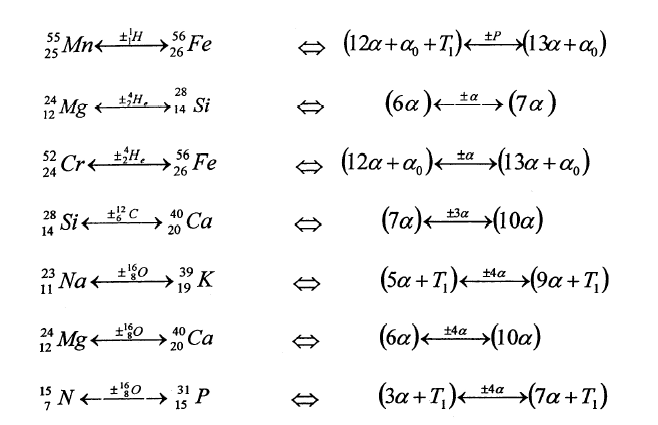 ⁵⁵₂₅Mn ←±¹₁H→ ⁵⁶₂₆Fe ⇔ (12α+α₀+T₁) ←±P→ (13α+α₀)
²⁴₁₂Mg ←±⁴₂Hₑ→ ²⁸₁₄Si ⇔ (6α) ←±α→ (7α)
⁵²₂₄Cr ←±⁴₂Hₑ→ ⁵⁶₂₆Fe ⇔ (12α+α₀) ←±α→ (13α+α₀)
²⁸₁₄Si ←±¹²₆C→ ⁴⁰₂₀Ca ⇔ (7α) ←±3α→ (10α)
²³₁₁Na ←±¹⁶₈O→ ³⁹₁₉K ⇔ (5α+T₁) ←±4α→ (9α+T₁)
²⁴₁₂Mg ←±¹⁶₈O→ ⁴⁰₂₀Ca ⇔ (6α) ←±4α→ (10α)
¹⁵₇N ←±¹⁶₈O→ ³¹₁₅P ⇔ (3α+T₁) ←±4α→ (7α+T₁)